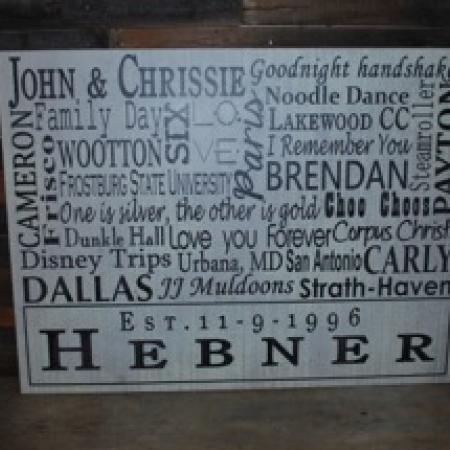 JOHN & CHRISSIE
Goodnight handshake
Family Day
SIX
LO
VE
Paris
Noodle Dance
LAKEWOOD CC
Steamroller
PAYTON
CAMERON
Frisco
WOOTTON
I Remember You
FROSTBURG STATE UNIVERSITY
BRENDAN
One is silver, the other is gold
Choo Choos
Dunkle Hall
Love you Forever
Corpus Christi
Disney Trips
Urbana, MD
San Antonio
CARLY
DALLAS
JJ Muldoons
Strath-Haven
EST. 11-9-1996
HEBNER